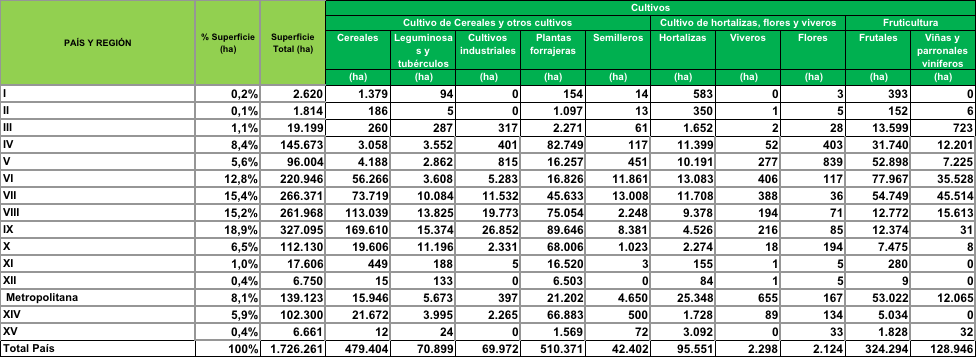 Cultivos
Cultivo de Cereales y otros cultivos Cultivo de hortalizas, flores y viveros Fruticultura
PAÍS Y REGIÓN % Superficie (ha) Superficie Total (ha) Cereales Leguminosas y tubérculos Cultivos industriales Plantas forrajeras Semilleros Hortalizas Viveros Flores Frutales Viñas y parronales viníferos
(ha) (ha) (ha) (ha) (ha) (ha) (ha) (ha) (ha) (ha)
I 0,2% 2.620 1.379 94 0 154 14 583 0 3 393 0
II 0,1% 1.814 186 5 0 1.097 13 350 1 5 152 6
III 1,1% 19.199 260 287 317 2.271 61 1.652 2 28 13.599 723
IV 8,4% 145.673 3.058 3.552 401 82.749 117 11.399 52 403 31.740 12.201
V 5,6% 96.004 4.188 2.862 815 16.257 451 10.191 277 839 52.898 7.225
VI 12,8% 220.946 56.266 3.608 5.283 16.826 11.861 13.083 406 117 77.967 35.528
VII 15,4% 266.371 73.719 10.084 11.532 45.633 13.008 11.708 388 36 54.749 45.514
VIII 15,2% 261.968 113.039 13.825 19.773 75.054 2.248 9.378 194 71 12.772 15.613
IX 18,9% 327.095 169.610 15.374 26.852 89.646 8.381 4.526 216 85 12.374 31
X 6,5% 112.130 19.606 11.196 2.331 68.006 1.023 2.274 18 194 7.475 8
XI 1,0% 17.606 449 188 5 16.520 3 155 1 5 280 0
XII 0,4% 6.750 15 133 0 6.503 0 84 1 5 9 0
Metropolitana 8,1% 139.123 15.946 5.673 397 21.202 4.650 25.348 655 167 53.022 12.065
XIV 5,9% 102.300 21.672 3.995 2.265 66.883 500 1.728 89 134 5.034 0
XV 0,4% 6.661 12 24 0 1.569 72 3.092 0 33 1.828 32
Total País 100% 1.726.261 479.404 70.899 69.972 510.371 42.402 95.551 2.298 2.124 324.294 128.946